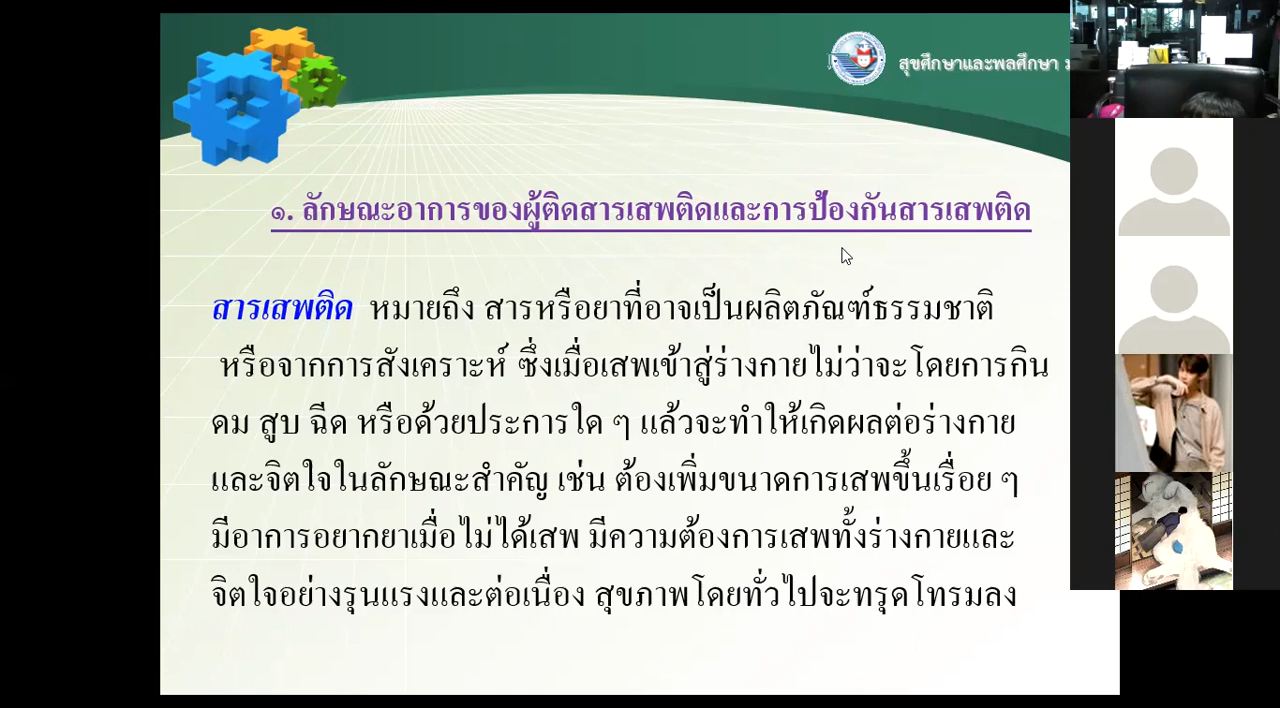 สุขศึกษาและพลศึกษา
๑. ลักษณะอาการของผู้ติดสารเสพติดและการป้องกันสารเสพติด
สารเสพติด หมายถึง สารหรือยาที่อาจเป็นผลิตภัณฑ์ธรรมชาติ
หรือจากการสังเคราะห์ ซึ่งเมื่อเสพเข้าสู่ร่างกายไม่ว่าจะโดยการกิน
ดม สูบ ฉีด หรือด้วยประการใด ๆ แล้วจะทำให้เกิดผลต่อร่างกาย
และจิตใจในลักษณะสำคัญ เช่น ต้องเพิ่มขนาดการเสพขึ้นเรื่อย ๆ
มีอาการอยากยาเมื่อไม่ได้เสพ มีความต้องการเสพทั้งร่างกายและ
จิตใจอย่างรุนแรงและต่อเนื่อง สุขภาพโดยทั่วไปจะทรุดโทรมลง